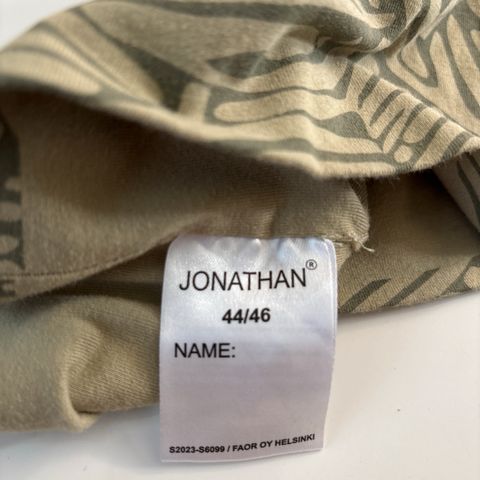 JONATHAN®
44/46
NAME:
S2023-S6099 / FAOR OY HELSINKI